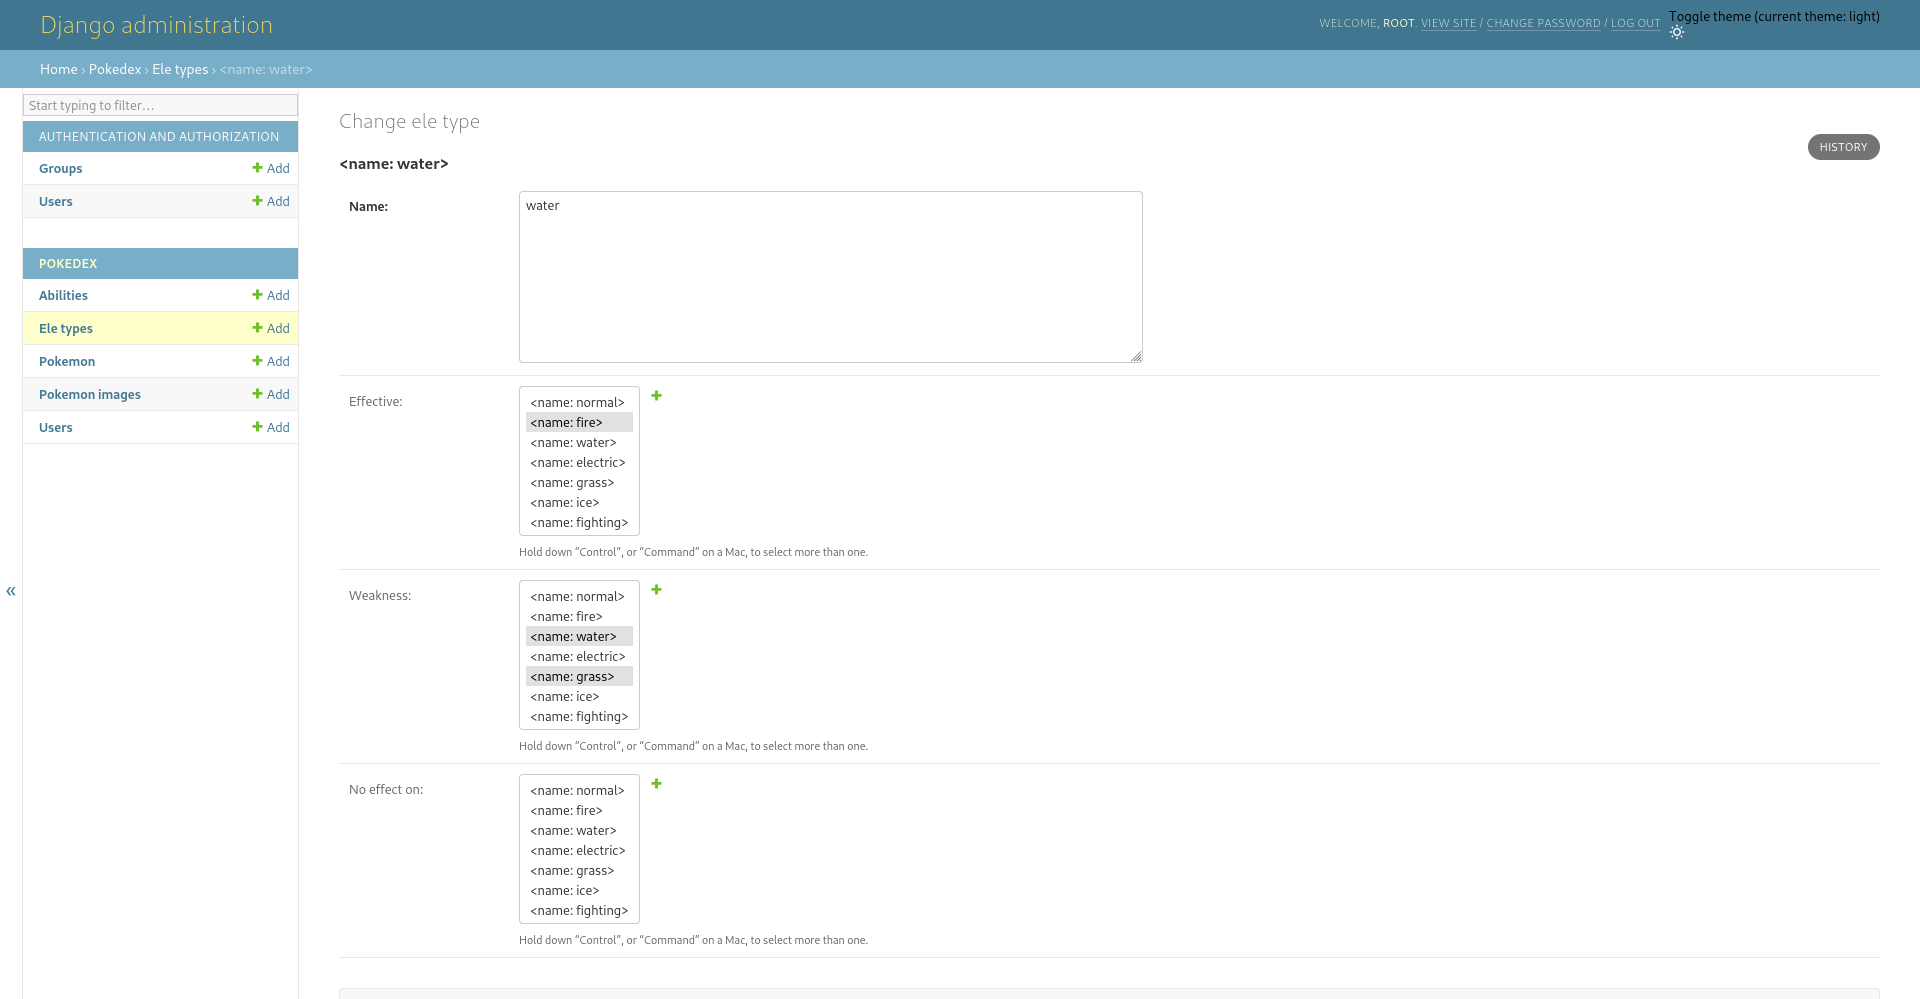 Django administration
WELCOME, ROOT. VIEW SITE / CHANGE PASSWORD / LOG OUT
Toggle theme (current theme: light)
Home › Pokedex › Ele types › <name: water>
Start typing to filter…
AUTHENTICATION AND AUTHORIZATION
Groups + Add
Users + Add
POKEDEX
Abilities + Add
Ele types + Add
Pokemon + Add
Pokemon images + Add
Users + Add
«
Change ele type
HISTORY
<name: water>
Name: water
Effective:
<name: normal>
<name: fire>
<name: water>
<name: electric>
<name: grass>
<name: ice>
<name: fighting>
Hold down “Control”, or “Command” on a Mac, to select more than one.
Weakness:
<name: normal>
<name: fire>
<name: water>
<name: electric>
<name: grass>
<name: ice>
<name: fighting>
Hold down “Control”, or “Command” on a Mac, to select more than one.
No effect on:
<name: normal>
<name: fire>
<name: water>
<name: electric>
<name: grass>
<name: ice>
<name: fighting>
Hold down “Control”, or “Command” on a Mac, to select more than one.